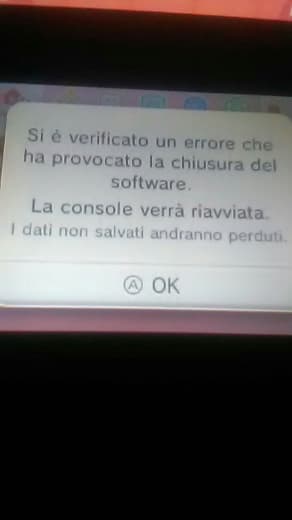 Si è verificato un errore che
ha provocato la chiusura del
software.
La console verrà riavviata.
I dati non salvati andranno perduti.
Ⓐ OK